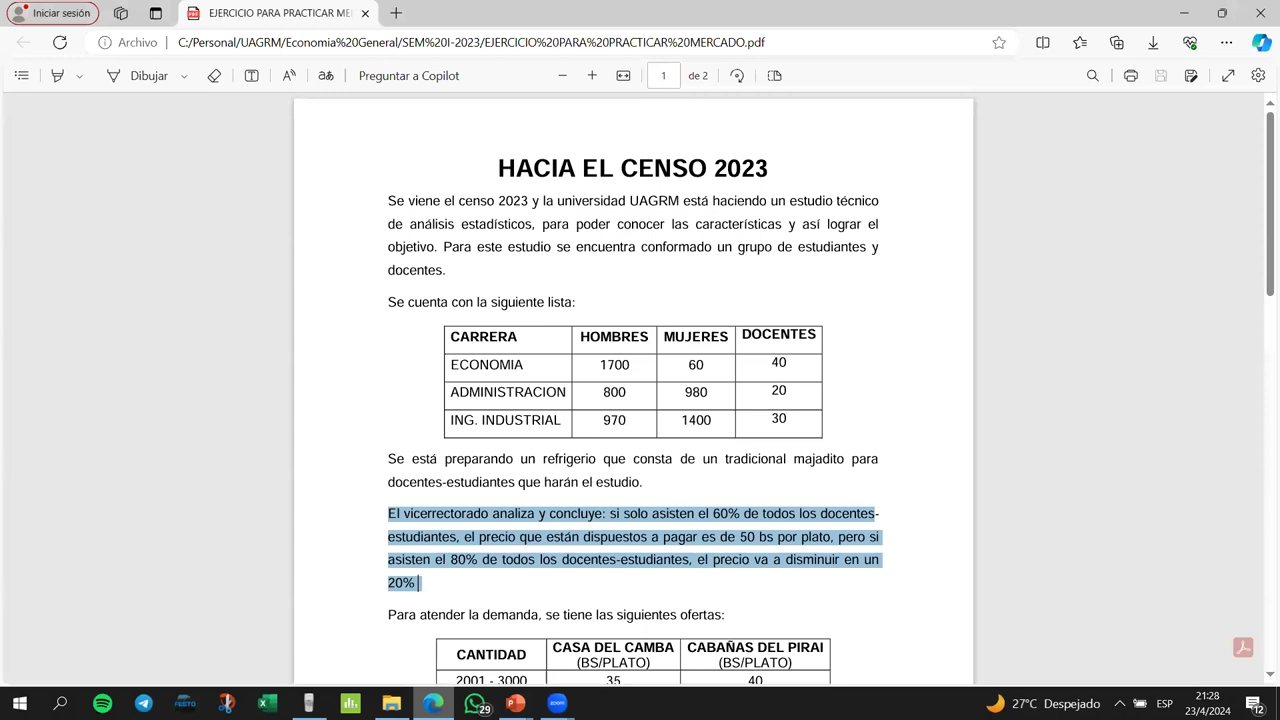 Iniciar sesión
EJERCICIO PARA PRACTICAR ME
Archivo
C:/Personal/UAGRM/Economia%20General/SEM%20I-2023/EJERCICIO%20PARA%20PRACTICAR%20MERCADO.pdf
Dibujar
Preguntar a Copilot
1 de 2
HACIA EL CENSO 2023
Se viene el censo 2023 y la universidad UAGRM está haciendo un estudio técnico
de análisis estadísticos, para poder conocer las características y así lograr el
objetivo. Para este estudio se encuentra conformado un grupo de estudiantes y
docentes.
Se cuenta con la siguiente lista:
CARRERA HOMBRES MUJERES DOCENTES
ECONOMIA 1700 60 40
ADMINISTRACION 800 980 20
ING. INDUSTRIAL 970 1400 30
Se está preparando un refrigerio que consta de un tradicional majadito para
docentes-estudiantes que harán el estudio.
El vicerrectorado analiza y concluye: si solo asisten el 60% de todos los docentes-
estudiantes, el precio que están dispuestos a pagar es de 50 bs por plato, pero si
asisten el 80% de todos los docentes-estudiantes, el precio va a disminuir en un
20%
Para atender la demanda, se tiene las siguientes ofertas:
CANTIDAD CASA DEL CAMBA CABAÑAS DEL PIRAI
(BS/PLATO) (BS/PLATO)
2001 - 3000 35 40
FESTO
29
zoom
27°C Despejado
ESP
21:28
23/4/2024
12